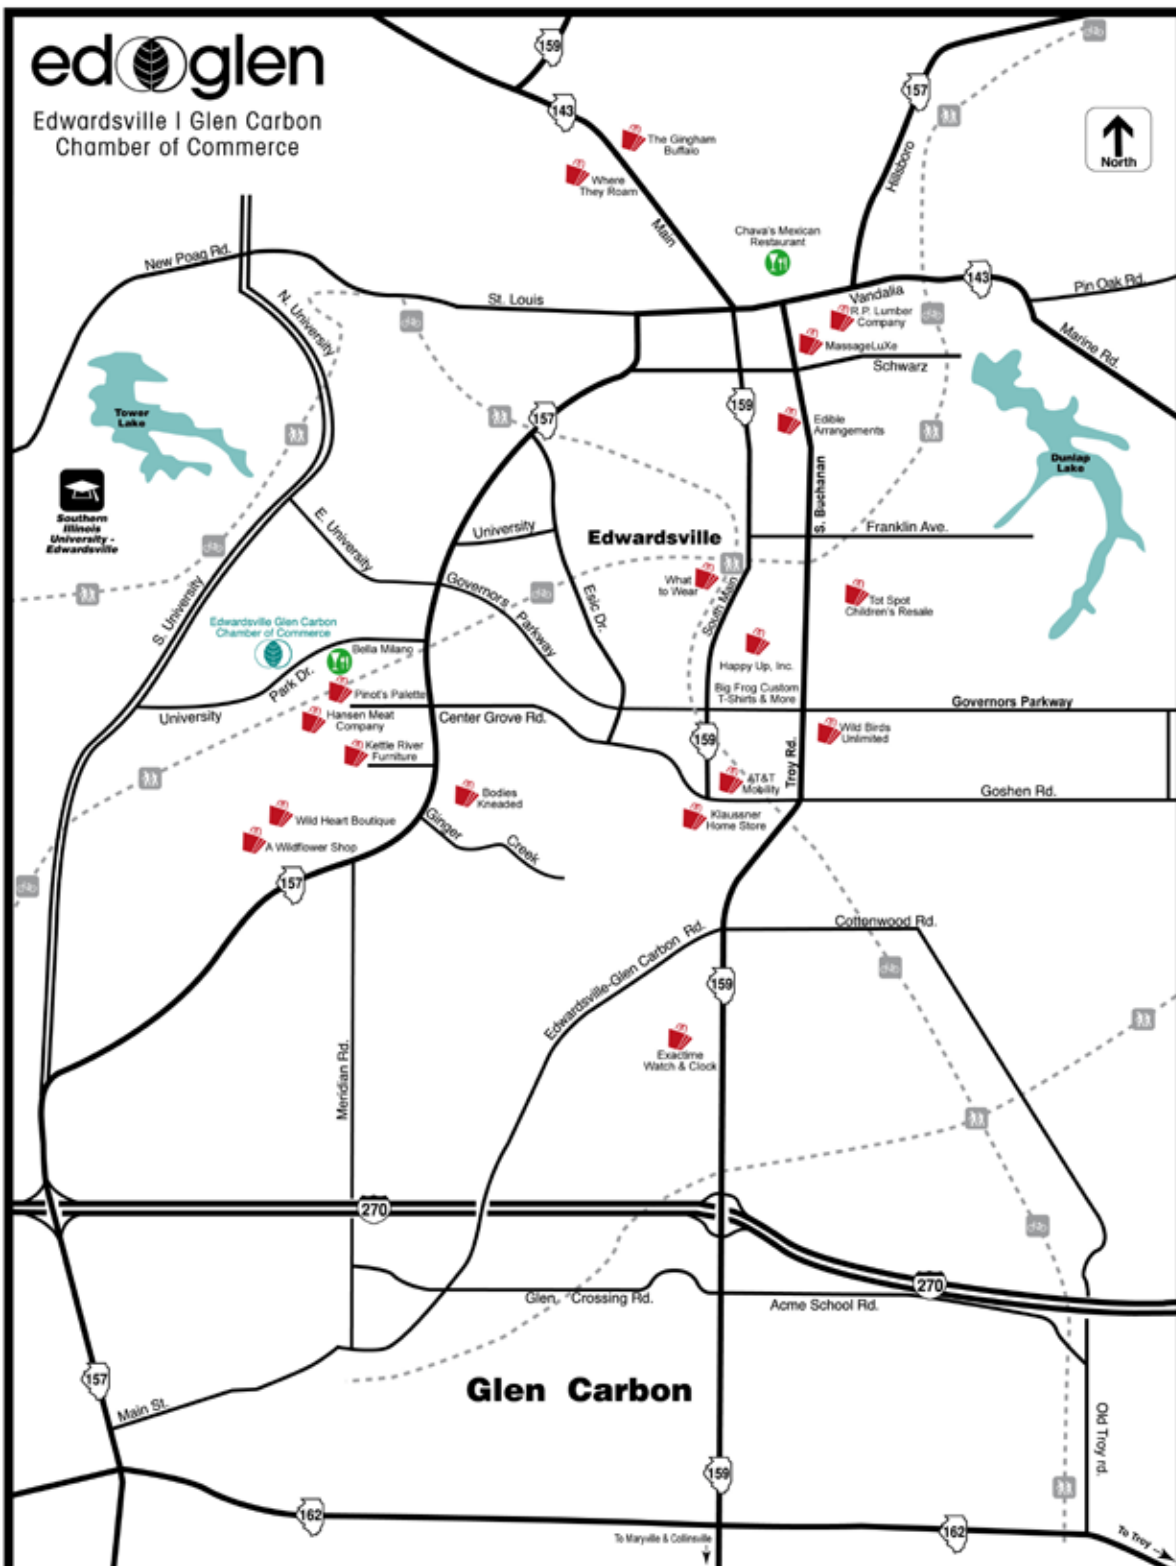 edglen
Edwardsville | Glen Carbon
Chamber of Commerce
159
143
157
North
The Gingham
Buffalo
Where
They Roam
Main
Hillsboro
Chava's Mexican
Restaurant
New Poag Rd.
N. University
St. Louis
Vandalia
143
Pin Oak Rd.
R.P. Lumber
Company
MassageLuXe
Schwarz
Marine Rd.
Tower
Lake
157
159
Edible
Arrangements
S. Buchanan
Dunlap
Lake
Southern
Illinois
University -
Edwardsville
E. University
University
Edwardsville
Franklin Ave.
Governors
Parkway
Esic Dr.
What
to Wear
South Main
Tot Spot
Children's Resale
S. University
Edwardsville Glen Carbon
Chamber of Commerce
Bella Milano
Park Dr.
University
Pinot's Palette
Happy Up, Inc.
Big Frog Custom
T-Shirts & More
Governors Parkway
Hansen Meat
Company
Center Grove Rd.
159
Troy Rd.
Wild Birds
Unlimited
Kettle River
Furniture
Bodies
Kneaded
AT&T
Mobility
Goshen Rd.
Klaussner
Home Store
Wild Heart Boutique
A Wildflower Shop
Ginger
Creek
157
Edwardsville-Glen Carbon Rd.
Cottenwood Rd.
159
Exactime
Watch & Clock
Meridian Rd.
270
270
Glen Crossing Rd.
Acme School Rd.
157
Main St.
Glen Carbon
Old Troy rd.
159
162
162
To Maryville & Collinsville
To Troy